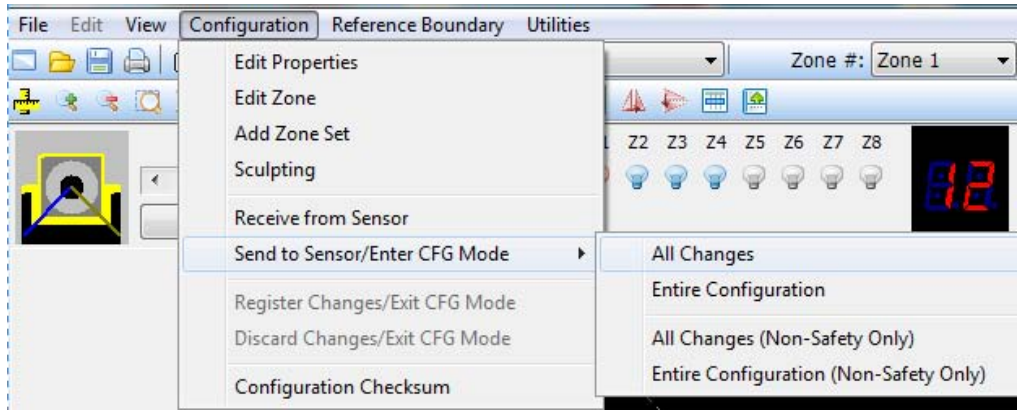 File Edit View Configuration Reference Boundary Utilities
Zone #: Zone 1
Edit Properties
Edit Zone
Add Zone Set
Sculpting
Receive from Sensor
Send to Sensor/Enter CFG Mode
Register Changes/Exit CFG Mode
Discard Changes/Exit CFG Mode
Configuration Checksum
Z2 Z3 Z4 Z5 Z6 Z7 Z8
12
All Changes
Entire Configuration
All Changes (Non-Safety Only)
Entire Configuration (Non-Safety Only)